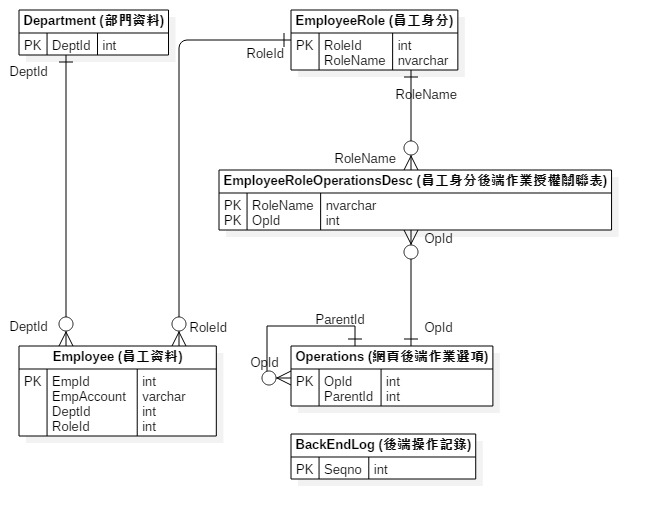 Department (部門資料)
PK DeptId int
DeptId
EmployeeRole (員工身分)
PK RoleId int
RoleName nvarchar
RoleId
RoleName
RoleName
EmployeeRoleOperationsDesc (員工身分後端作業授權關聯表)
PK RoleName nvarchar
PK OpId int
OpId
DeptId
RoleId
Employee (員工資料)
PK EmpId int
EmpAccount varchar
DeptId int
RoleId int
ParentId
OpId
OpId
Operations (網頁後端作業選項)
PK OpId int
ParentId int
BackEndLog (後端操作記錄)
PK Seqno int